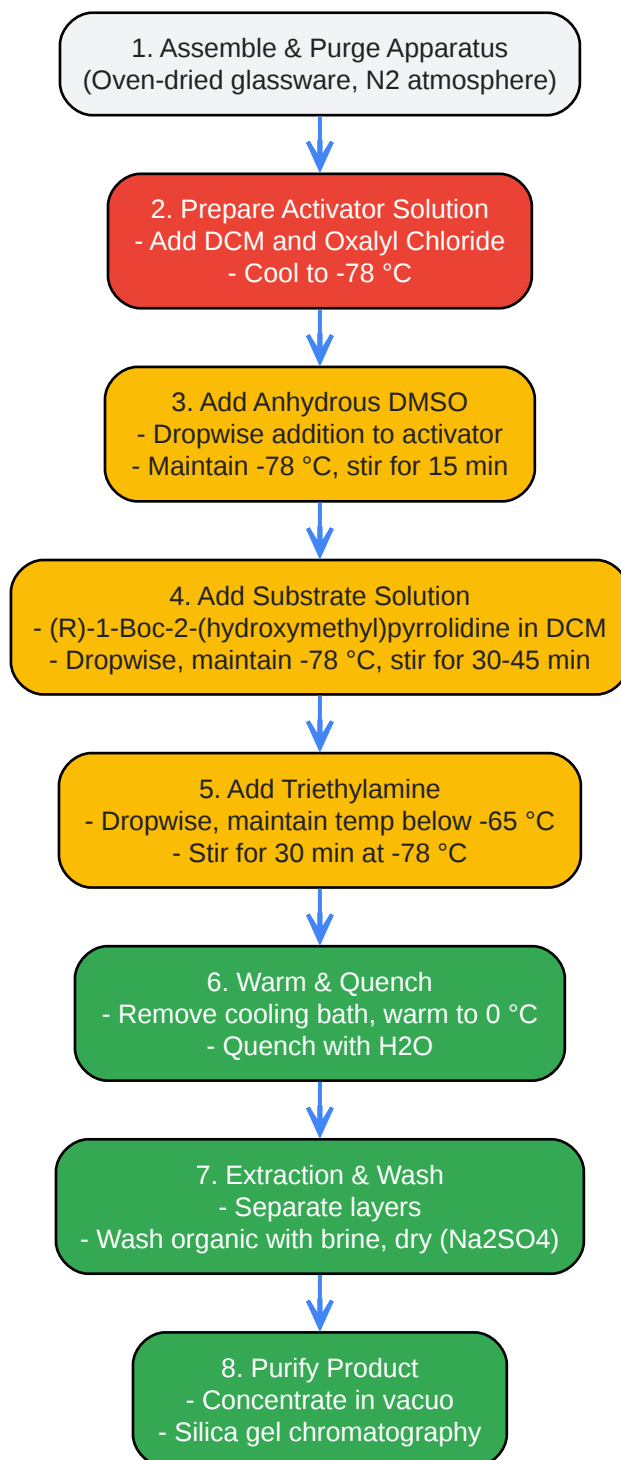 1. Assemble & Purge Apparatus
(Oven-dried glassware, N2 atmosphere)
2. Prepare Activator Solution
- Add DCM and Oxalyl Chloride
- Cool to -78 °C
3. Add Anhydrous DMSO
- Dropwise addition to activator
- Maintain -78 °C, stir for 15 min
4. Add Substrate Solution
- (R)-1-Boc-2-(hydroxymethyl)pyrrolidine in DCM
- Dropwise, maintain -78 °C, stir for 30-45 min
5. Add Triethylamine
- Dropwise, maintain temp below -65 °C
- Stir for 30 min at -78 °C
6. Warm & Quench
- Remove cooling bath, warm to 0 °C
- Quench with H2O
7. Extraction & Wash
- Separate layers
- Wash organic with brine, dry (Na2SO4)
8. Purify Product
- Concentrate in vacuo
- Silica gel chromatography